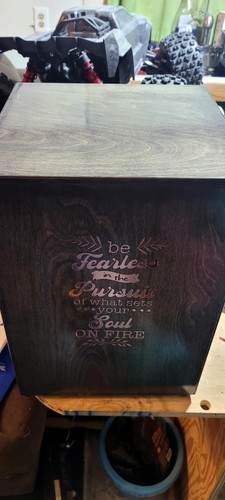 be
Fearless
in the
Pursuit
of what sets
your
Soul
ON FIRE